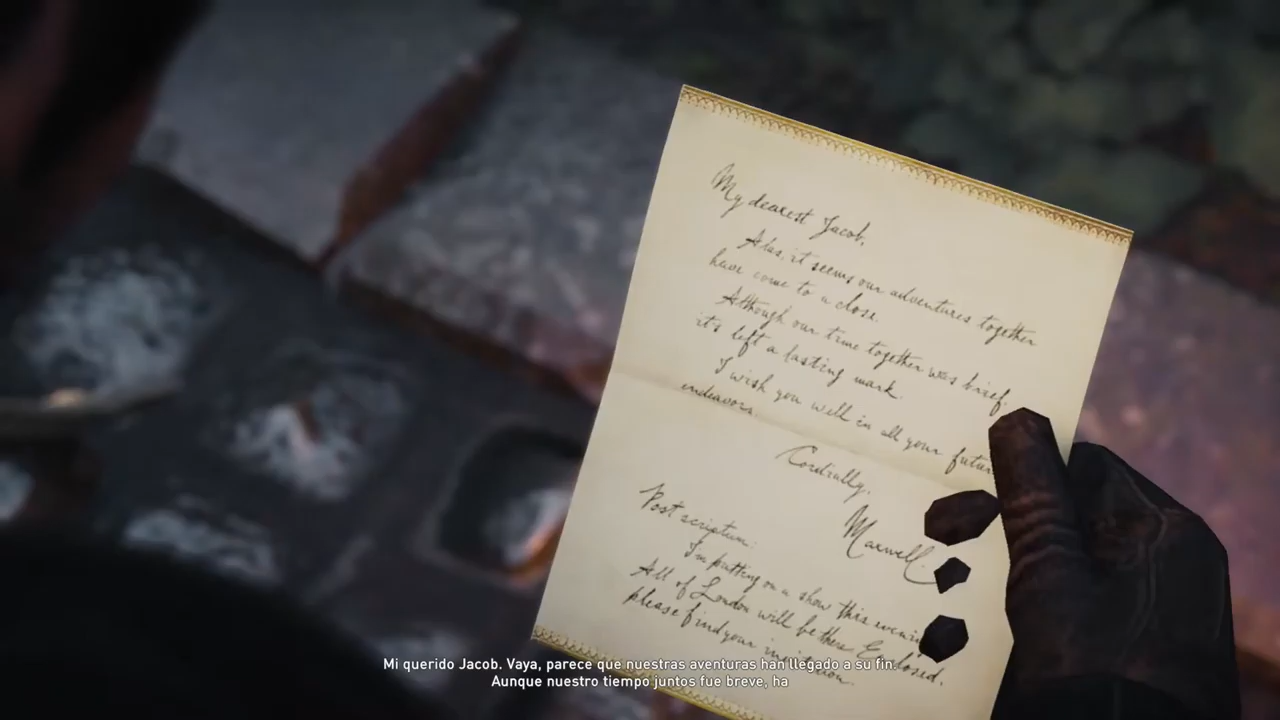 My dearest Jacob,
Alas, it seems our adventures together
have come to a close.
Although our time together was brief,
it's left a lasting mark.
I wish you well in all your future
endeavors.
Cordially,
Maxwell.
Post scriptum:
I'm putting on a show this evening
All of London will be there. Enclosed,
please find your invitation.
Mi querido Jacob. Vaya, parece que nuestras aventuras han llegado a su fin.
Aunque nuestro tiempo juntos fue breve, ha